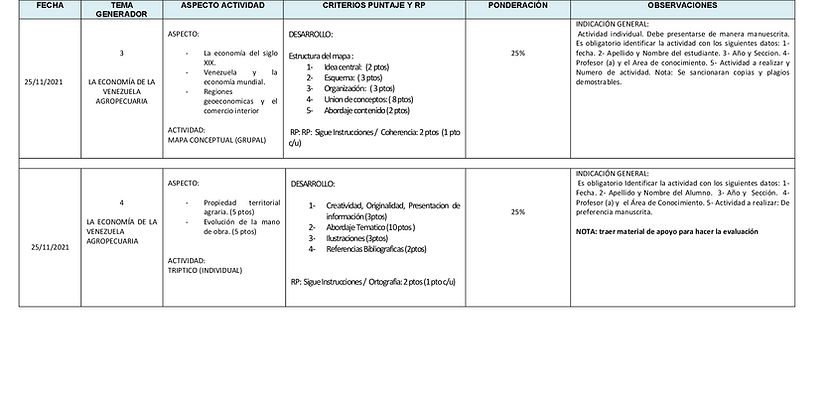 FECHA
TEMA GENERADOR
ASPECTO ACTIVIDAD
CRITERIOS PUNTAJE Y RP
PONDERACIÓN
OBSERVACIONES
25/11/2021
3
LA ECONOMÍA DE LA
VENEZUELA
AGROPECUARIA
ASPECTO:
- La economía del siglo
XIX.
- Venezuela y la
economía mundial.
- Regiones
geoeconomicas y el
comercio interior
ACTIVIDAD:
MAPA CONCEPTUAL (GRUPAL)
DESARROLLO:
Estructura del mapa :
1- Idea central: (2 ptos)
2- Esquema: ( 3 ptos)
3- Organización: ( 3 ptos)
4- Union de conceptos: ( 8 ptos)
5- Abordaje contenido (2 ptos)
RP: RP: Sigue Instrucciones / Coherencia: 2 ptos (1 pto
c/u)
25%
INDICACIÓN GENERAL:
Actividad individual. Debe presentarse de manera manuscrita.
Es obligatorio identificar la actividad con los siguientes datos: 1-
fecha. 2- Apellido y Nombre del estudiante. 3- Año y Seccion. 4-
Profesor (a) y el Area de conocimiento. 5- Actividad a realizar y
Numero de actividad. Nota: Se sancionaran copias y plagios
demostrables.
25/11/2021
4
LA ECONOMÍA DE LA
VENEZUELA
AGROPECUARIA
ASPECTO:
- Propiedad territorial
agraria. (5 ptos)
- Evolución de la mano
de obra. (5 ptos)
ACTIVIDAD:
TRIPTICO (INDIVIDUAL)
DESARROLLO:
1- Creatividad, Originalidad, Presentacion de
información (3ptos)
2- Abordaje Tematico (10 ptos )
3- Ilustraciones (3ptos)
4- Referencias Bibliograficas (2ptos)
RP: Sigue Instrucciones / Ortografia: 2 ptos (1 pto c/u)
25%
INDICACIÓN GENERAL:
Es obligatorio Identificar la actividad con los siguientes datos: 1-
Fecha. 2- Apellido y Nombre del Alumno. 3- Año y Sección. 4-
Profesor (a) y el Área de Conocimiento. 5- Actividad a realizar: De
preferencia manuscrita.
NOTA: traer material de apoyo para hacer la evaluación